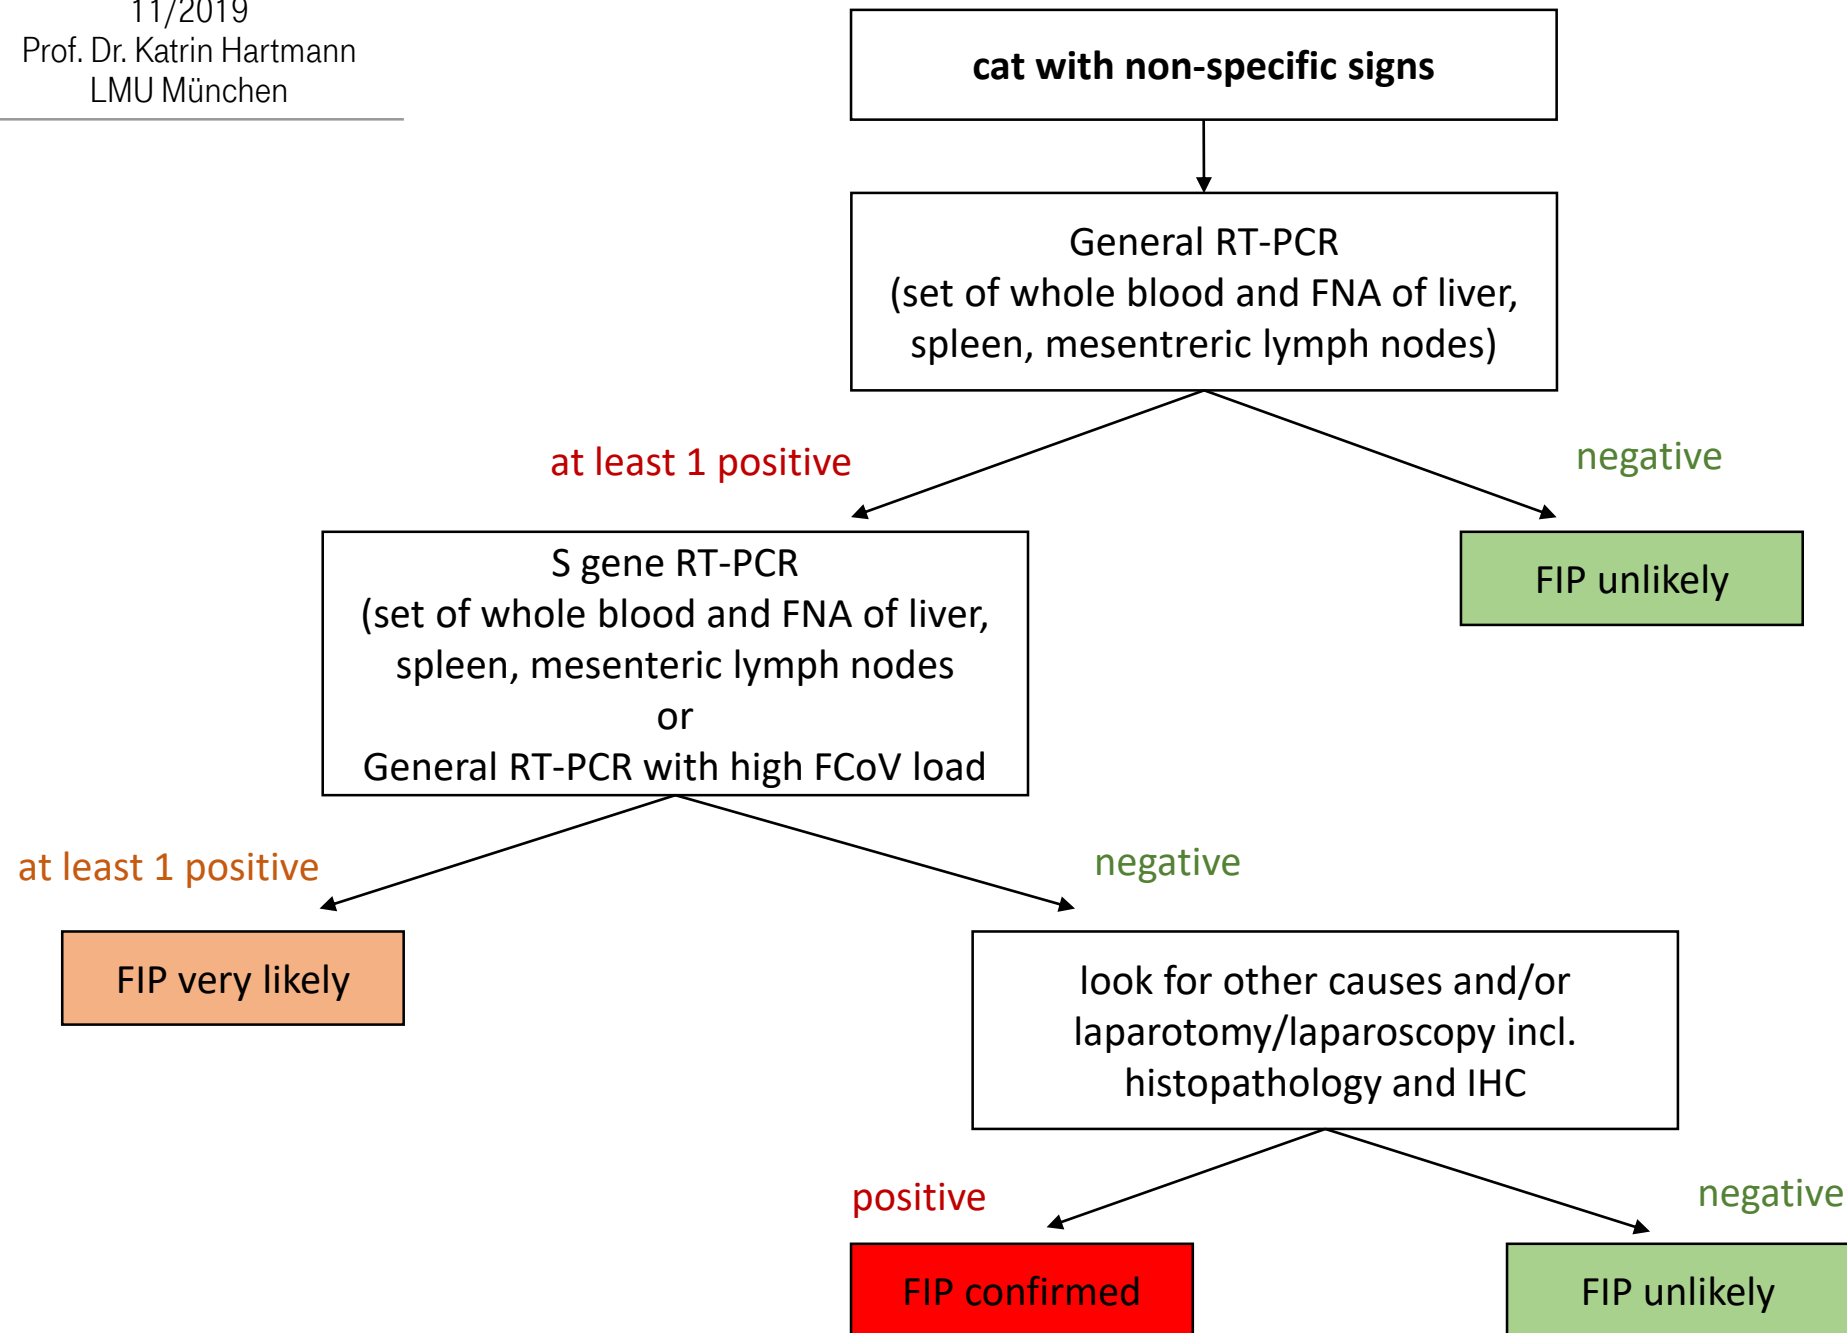 11/2019
Prof. Dr. Katrin Hartmann
LMU München
cat with non-specific signs
General RT-PCR
(set of whole blood and FNA of liver,
spleen, mesentreric lymph nodes)
at least 1 positive
negative
S gene RT-PCR
(set of whole blood and FNA of liver,
spleen, mesenteric lymph nodes
or
General RT-PCR with high FCoV load
FIP unlikely
at least 1 positive
negative
FIP very likely
look for other causes and/or
laparotomy/laparoscopy incl.
histopathology and IHC
positive
negative
FIP confirmed
FIP unlikely